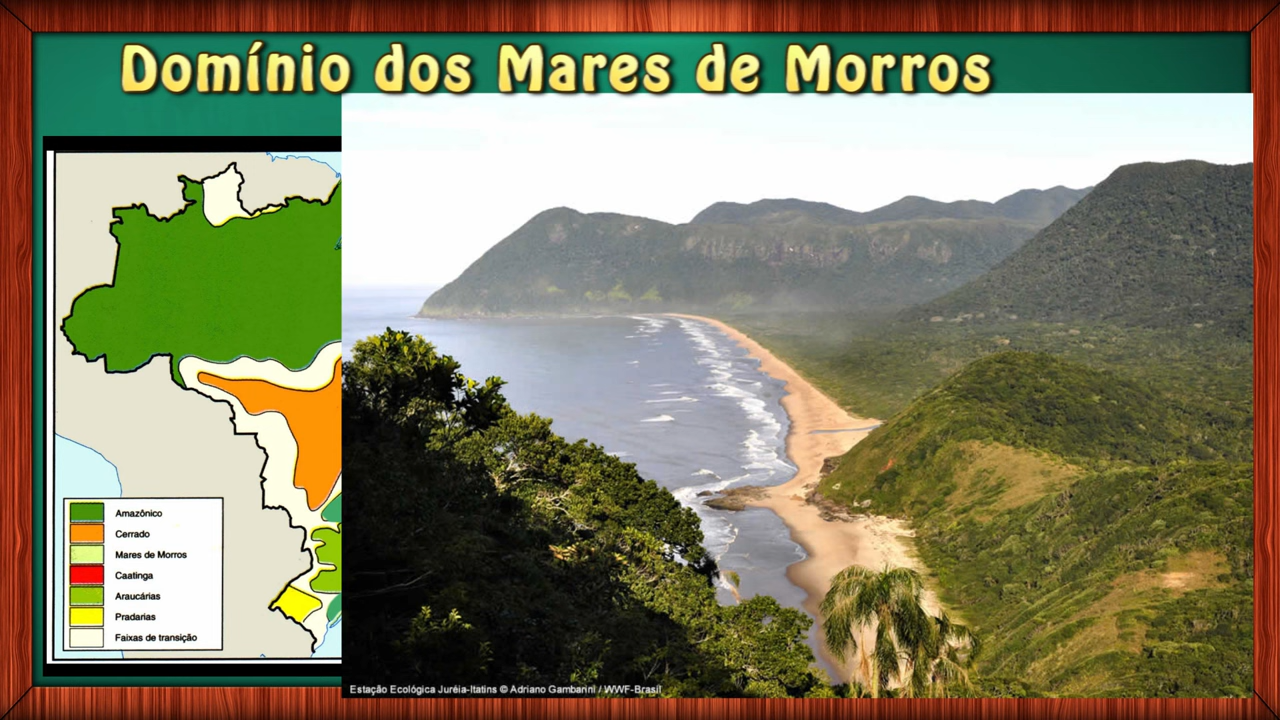 Domínio dos Mares de Morros
Amazônico
Cerrado
Mares de Morros
Caatinga
Araucárias
Pradarias
Faixas de transição
Estação Ecológica Juréia-Itatins © Adriano Gambarini / WWF-Brasil